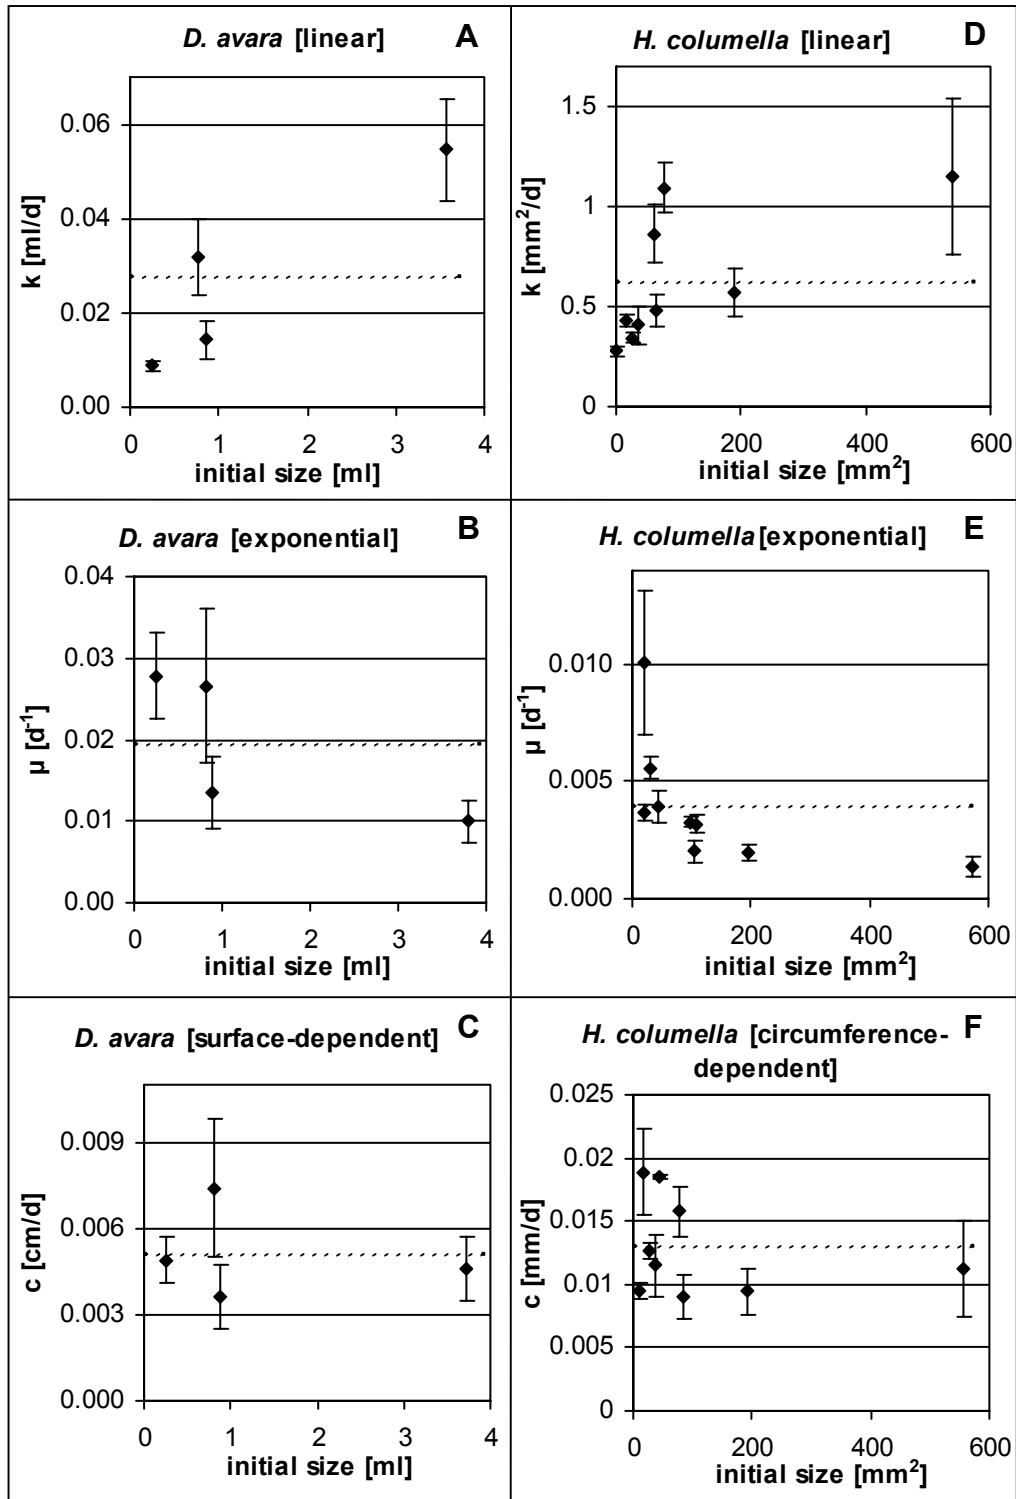 D. avara [linear] A
k [ml/d]
0.06
0.04
0.02
0.00
0 1 2 3 4
initial size [ml]
H. columella [linear] D
k [mm²/d]
1.5
1
0.5
0
0 200 400 600
initial size [mm²]
D. avara [exponential] B
µ [d⁻¹]
0.04
0.03
0.02
0.01
0.00
0 1 2 3 4
initial size [ml]
H. columella [exponential] E
µ [d⁻¹]
0.010
0.005
0.000
0 200 400 600
initial size [mm²]
D. avara [surface-dependent] C
c [cm/d]
0.009
0.006
0.003
0.000
0 1 2 3 4
initial size [ml]
H. columella [circumference- F
dependent]
c [mm/d]
0.025
0.02
0.015
0.01
0.005
0
0 200 400 600
initial size [mm²]